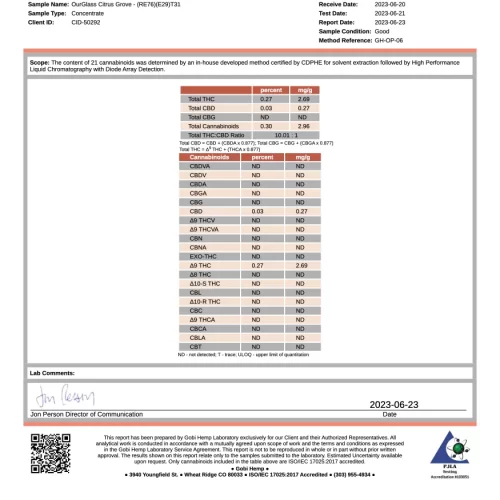 Sample Name: OurGlass Citrus Grove - (RE76)(E29)T31
Receive Date: 2023-06-20
Sample Type: Concentrate
Test Date: 2023-06-21
Client ID: CID-50292
Report Date: 2023-06-23
Sample Condition: Good
Method Reference: GH-OP-06
Scope: The content of 21 cannabinoids was determined by an in-house developed method certified by CDPHE for solvent extraction followed by High Performance
Liquid Chromatography with Diode Array Detection.
percent mg/g
Total THC 0.27 2.69
Total CBD 0.03 0.27
Total CBG ND ND
Total Cannabinoids 0.30 2.96
Total THC:CBD Ratio 10.01 : 1
Total CBD = CBD + (CBDA x 0.877); Total CBG = CBG + (CBGA x 0.877)
Total THC = Δ⁹ THC + (THCA x 0.877)
Cannabinoids percent mg/g
CBDVA ND ND
CBDV ND ND
CBDA ND ND
CBGA ND ND
CBG ND ND
CBD 0.03 0.27
Δ9 THCV ND ND
Δ9 THCVA ND ND
CBN ND ND
CBNA ND ND
EXO-THC ND ND
Δ9 THC 0.27 2.69
Δ8 THC ND ND
Δ10-S THC ND ND
CBL ND ND
Δ10-R THC ND ND
CBC ND ND
Δ9 THCA ND ND
CBCA ND ND
CBLA ND ND
CBT ND ND
ND - not detected; T - trace; ULOQ - upper limit of quantitation
Lab Comments:
Jon Person
2023-06-23
Jon Person Director of Communication
Date
This report has been prepared by Gobi Hemp Laboratory exclusively for our Client and their Authorized Representatives. All
analytical work is conducted in accordance with a mutually agreed upon scope of work and the terms and conditions as expressed
in the Gobi Hemp Laboratory Service Agreement. This report is not to be reproduced in whole or in part without prior written
approval. The results shown on this report relate only to the samples submitted to the laboratory. Estimated Uncertainty available
upon request. Only cannabinoids included in the table above are ISO/IEC 17025:2017 accredited.
● Gobi Hemp ●
● 3940 Youngfield St. ● Wheat Ridge CO 80033 ● ISO/IEC 17025:2017 Accredited ● (303) 955-4934 ●
PJLA
Testing
Accreditation #109351